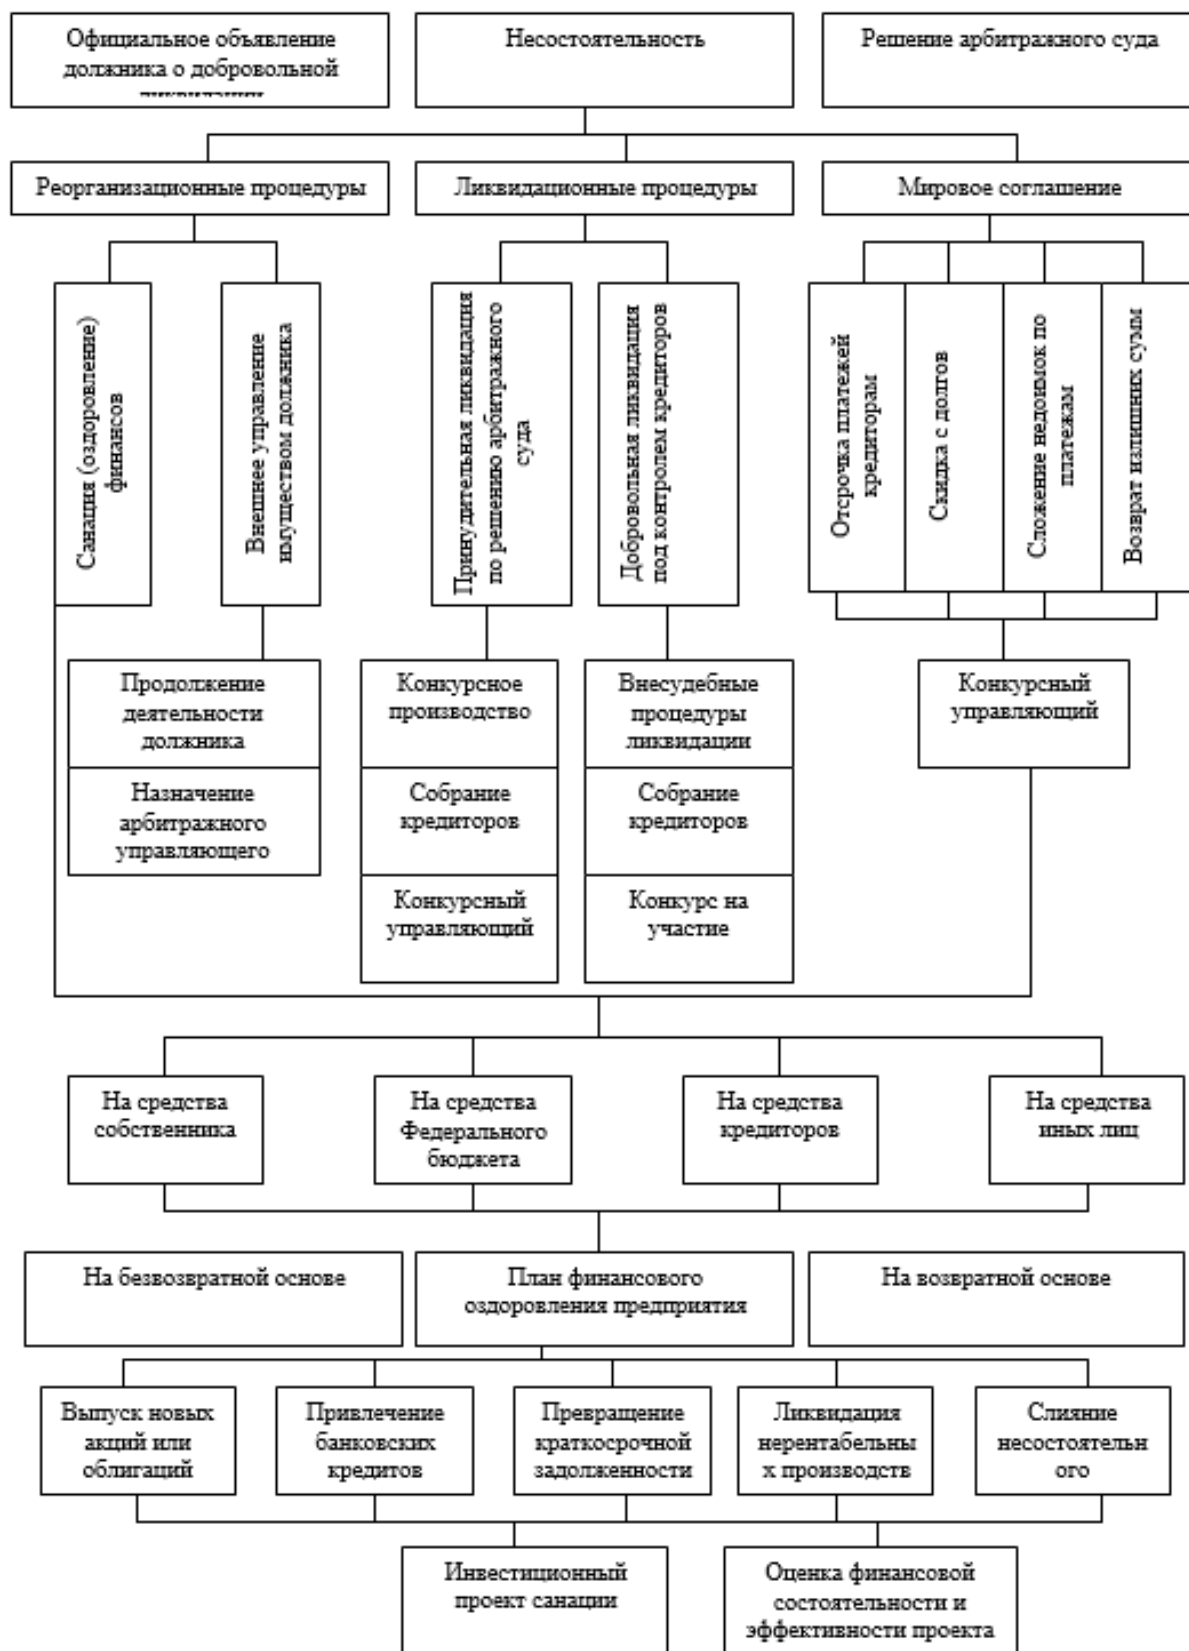 Официальное объявление
должника о добровольной
Несостоятельность
Решение арбитражного суда
Реорганизационные процедуры
Ликвидационные процедуры
Мировое соглашение
Санация (оздоровление)
финансов
Внешнее управление
имуществом должника
Принудительная ликвидация
по решению арбитражного
суда
Добровольная ликвидация
под контролем кредиторов
Отсрочка платежей
кредиторам
Скидка с долгов
Сложение недоимок по
платежам
Возврат излишних сумм
Продолжение
деятельности
должника
Назначение
арбитражного
управляющего
Конкурсное
производство
Собрание
кредиторов
Конкурсный
управляющий
Внесудебные
процедуры
ликвидации
Собрание
кредиторов
Конкурс на
участие
Конкурсный
управляющий
На средства
собственника
На средства
Федерального
бюджета
На средства
кредиторов
На средства
иных лиц
На безвозвратной основе
План финансового
оздоровления предприятия
На возвратной основе
Выпуск новых
акций или
облигаций
Привлечение
банковских
кредитов
Превращение
краткосрочной
задолженности
Ликвидация
нерентабельны
х производств
Слияние
несостоятельн
ого
Инвестиционный
проект санации
Оценка финансовой
состоятельности и
эффективности проекта